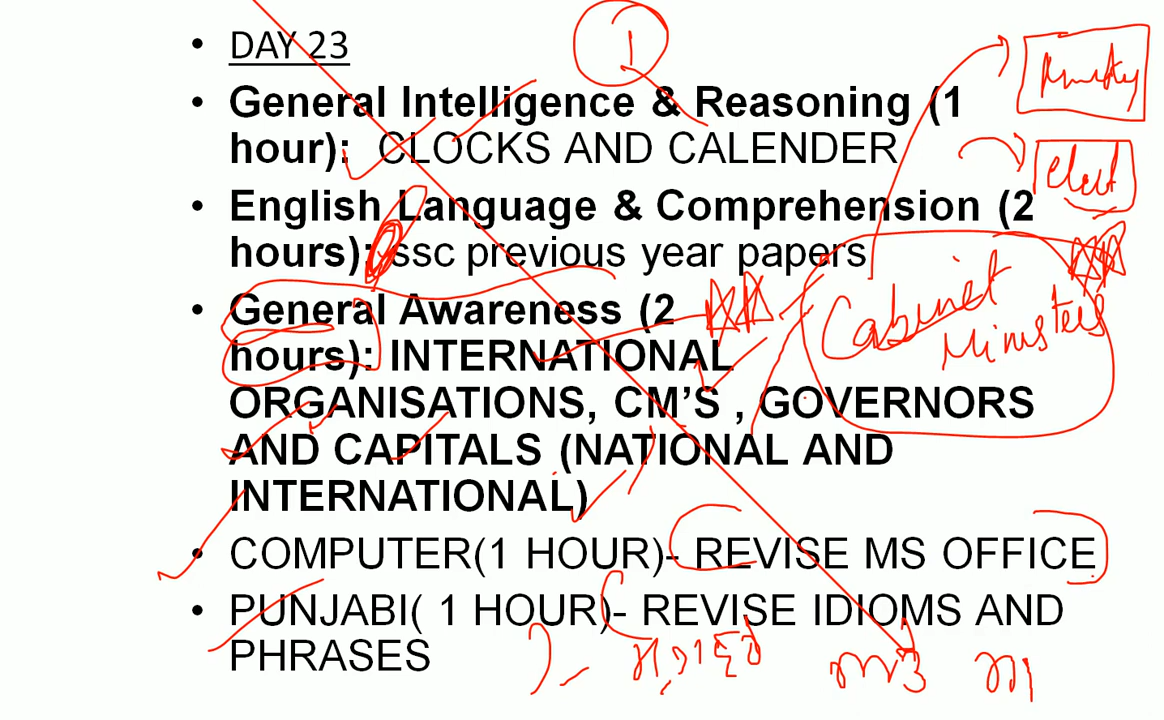 DAY 23
General Intelligence & Reasoning (1
hour): CLOCKS AND CALENDER
English Language & Comprehension (2
hours): ssc previous year papers
General Awareness (2
hours): INTERNATIONAL
ORGANISATIONS, CM'S , GOVERNORS
AND CAPITALS (NATIONAL AND
INTERNATIONAL)
COMPUTER(1 HOUR)- REVISE MS OFFICE
PUNJABI( 1 HOUR)- REVISE IDIOMS AND
PHRASES
1
Cabinet
Ministers